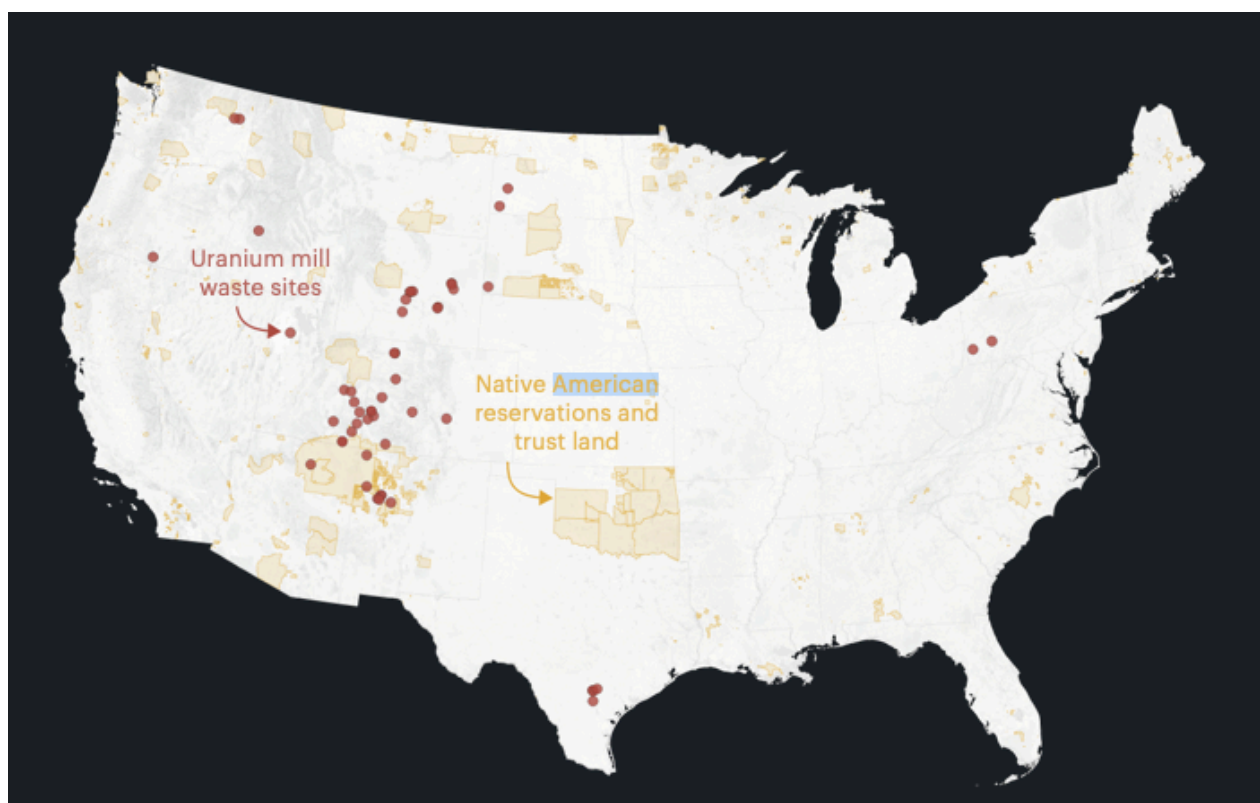 Uranium mill
waste sites
Native American
reservations and
trust land